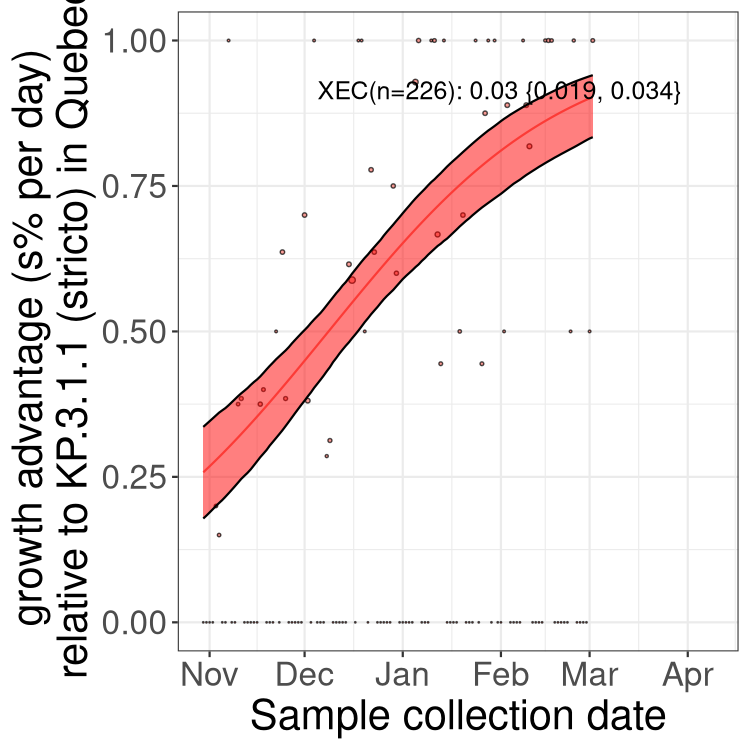 growth advantage (s% per day)
relative to KP.3.1.1 (stricto) in Quebec
1.00
0.75
0.50
0.25
0.00
XEC(n=226): 0.03 {0.019, 0.034}
Nov Dec Jan Feb Mar Apr
Sample collection date